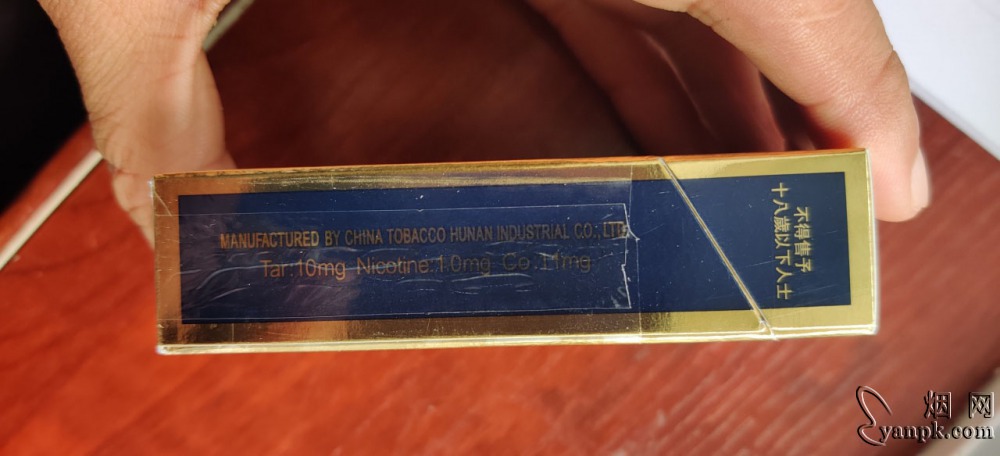 MANUFACTURED BY CHINA TOBACCO HUNAN INDUSTRIAL CO.; LTD
Tar:10mg Nicotine:1.0mg Co:11mg
不得售予
十八歲以下人士
烟网
yanpk.com